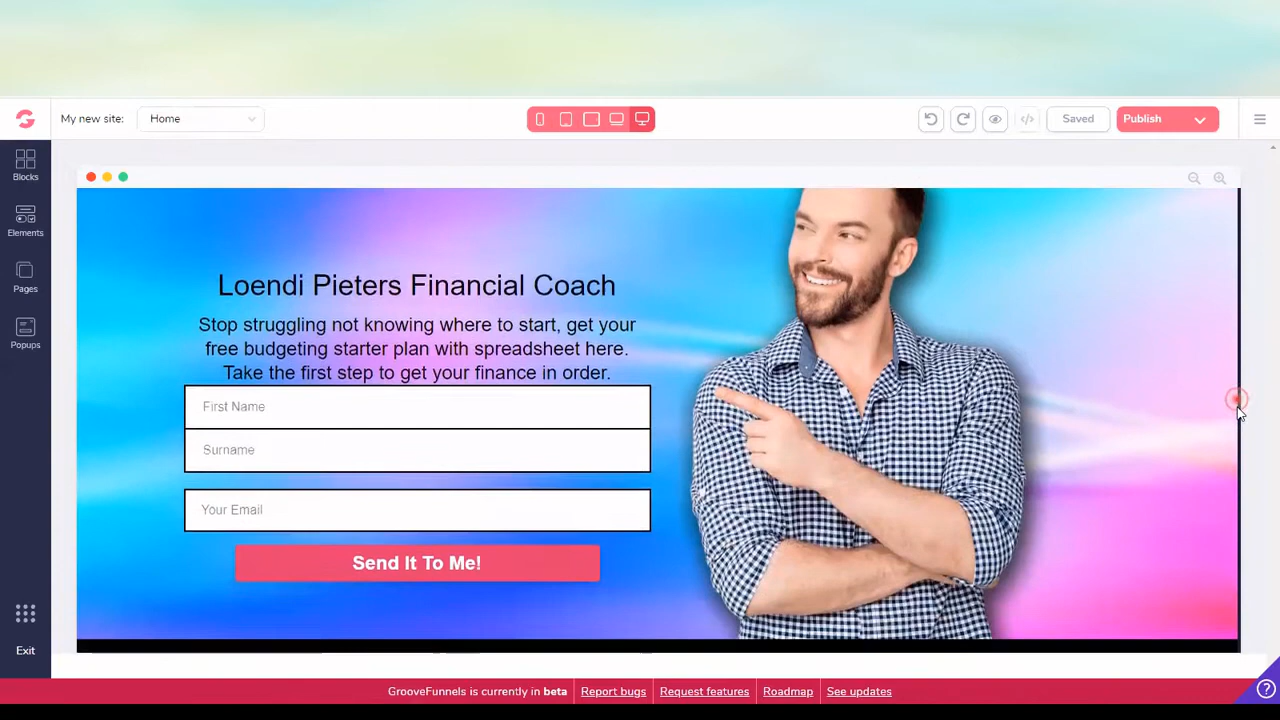 My new site:
Home
Saved
Publish
Blocks
Elements
Pages
Popups
Exit
Loendi Pieters Financial Coach
Stop struggling not knowing where to start, get your
free budgeting starter plan with spreadsheet here.
Take the first step to get your finance in order.
First Name
Surname
Your Email
Send It To Me!
GrooveFunnels is currently in beta
Report bugs
Request features
Roadmap
See updates